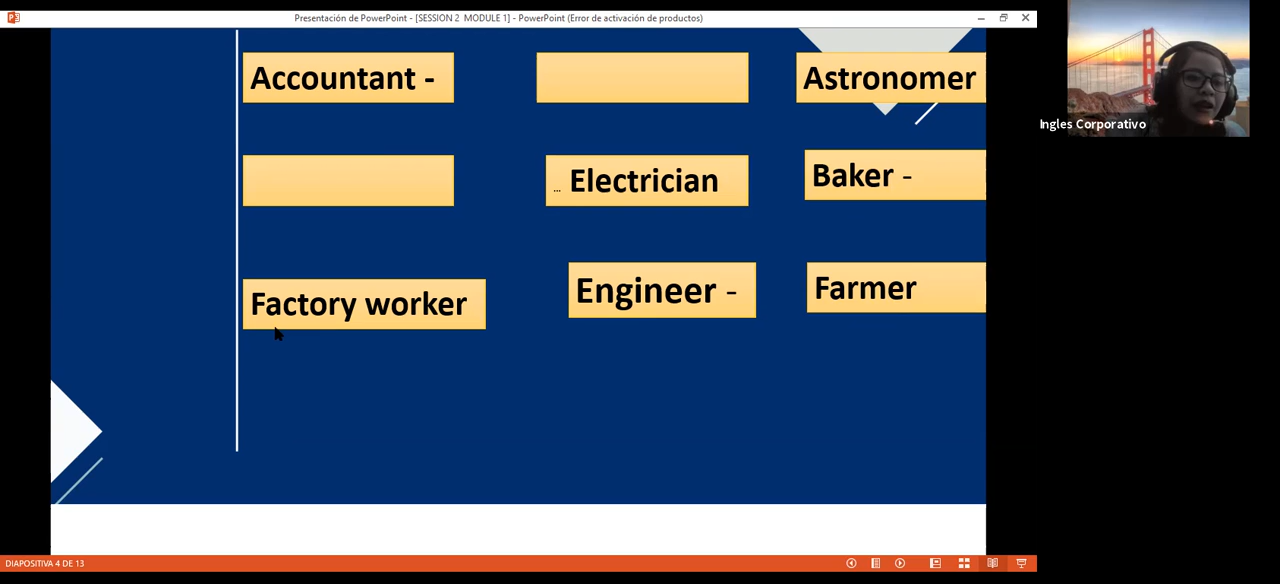 Presentación de PowerPoint - [SESSION 2 MODULE 1] - PowerPoint (Error de activación de productos)
Accountant -
Astronomer
... Electrician
Baker -
Factory worker
Engineer -
Farmer
Ingles Corporativo
DIAPOSITIVA 4 DE 13